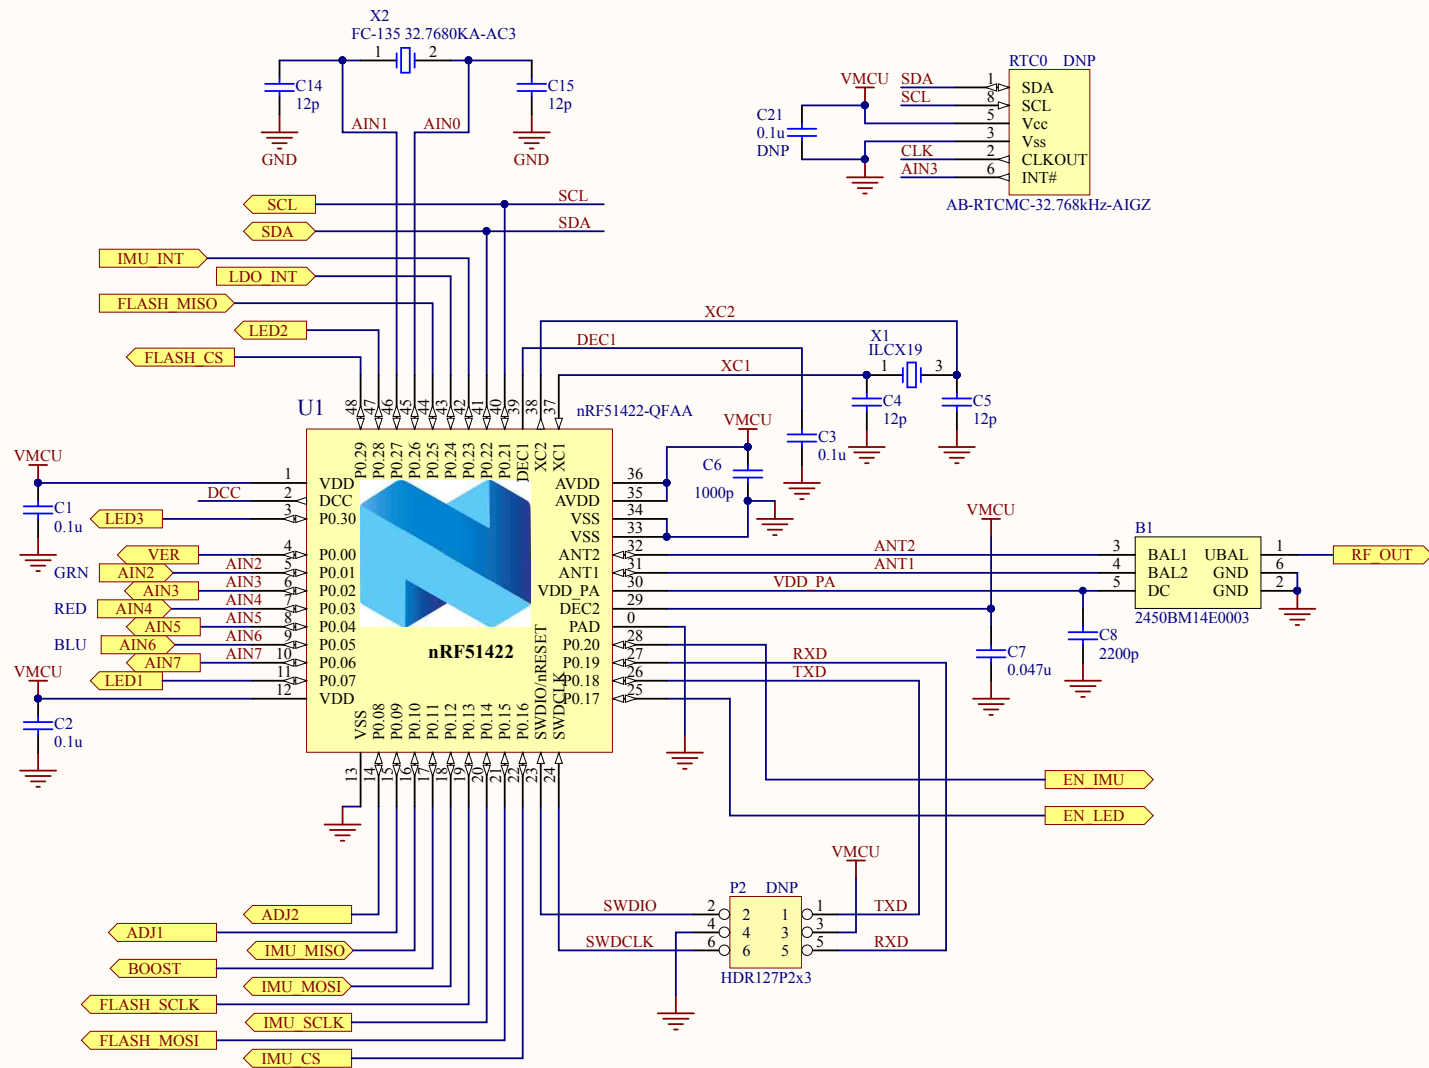 X2
FC-135 32.7680KA-AC3
1 2
C14
12p
C15
12p
AIN1 AIN0
GND GND
RTC0 DNP
VMCU
SDA 1 SDA
SCL 8 SCL
5 Vcc
3 Vss
CLK 2 CLKOUT
AIN3 6 INT#
C21
0.1u
DNP
AB-RTCMC-32.768kHz-AIGZ
SCL SCL
SDA SDA
IMU_INT
LDO_INT
FLASH_MISO
LED2
FLASH_CS
XC2
DEC1
XC1
X1
ILCX19
1 3
C4
12p
C5
12p
C3
0.1u
U1
nRF51422-QFAA
48 47 46 45 44 43 42 41 40 39 38 37
P0.29 P0.28 P0.27 P0.26 P0.25 P0.24 P0.23 P0.22 P0.21 DEC1 XC2 XC1
VMCU
C6
1000p
VMCU
C1
0.1u
1 VDD
DCC 2 DCC
LED3 3 P0.30
VER 4 P0.00
GRN AIN2 AIN2 5 P0.01
AIN3 AIN3 6 P0.02
RED AIN4 AIN4 7 P0.03
AIN5 AIN5 8 P0.04
BLU AIN6 AIN6 9 P0.05
AIN7 AIN7 10 P0.06
LED1 11 P0.07
12 VDD
VMCU
C2
0.1u
nRF51422
AVDD 36
AVDD 35
VSS 34
VSS 33
ANT2 32 ANT2
ANT1 31 ANT1
VDD_PA 30 VDD_PA
DEC2 29
PAD 0
P0.20 28
P0.19 27 RXD
P0.18 26 TXD
P0.17 25
VMCU
C7
0.047u
C8
2200p
B1
3 BAL1 UBAL 1
4 BAL2 GND 6
5 DC GND 2
2450BM14E0003
RF_OUT
VSS P0.08 P0.09 P0.10 P0.11 P0.12 P0.13 P0.14 P0.15 P0.16 SWDIO/nRESET SWDCLK
13 14 15 16 17 18 19 20 21 22 23 24
EN_IMU
EN_LED
VMCU
P2 DNP
SWDIO 2 2 1 1 TXD
4 4 3 3
SWDCLK 6 6 5 5 RXD
HDR127P2x3
ADJ2
ADJ1
IMU_MISO
BOOST
IMU_MOSI
FLASH_SCLK
IMU_SCLK
FLASH_MOSI
IMU_CS